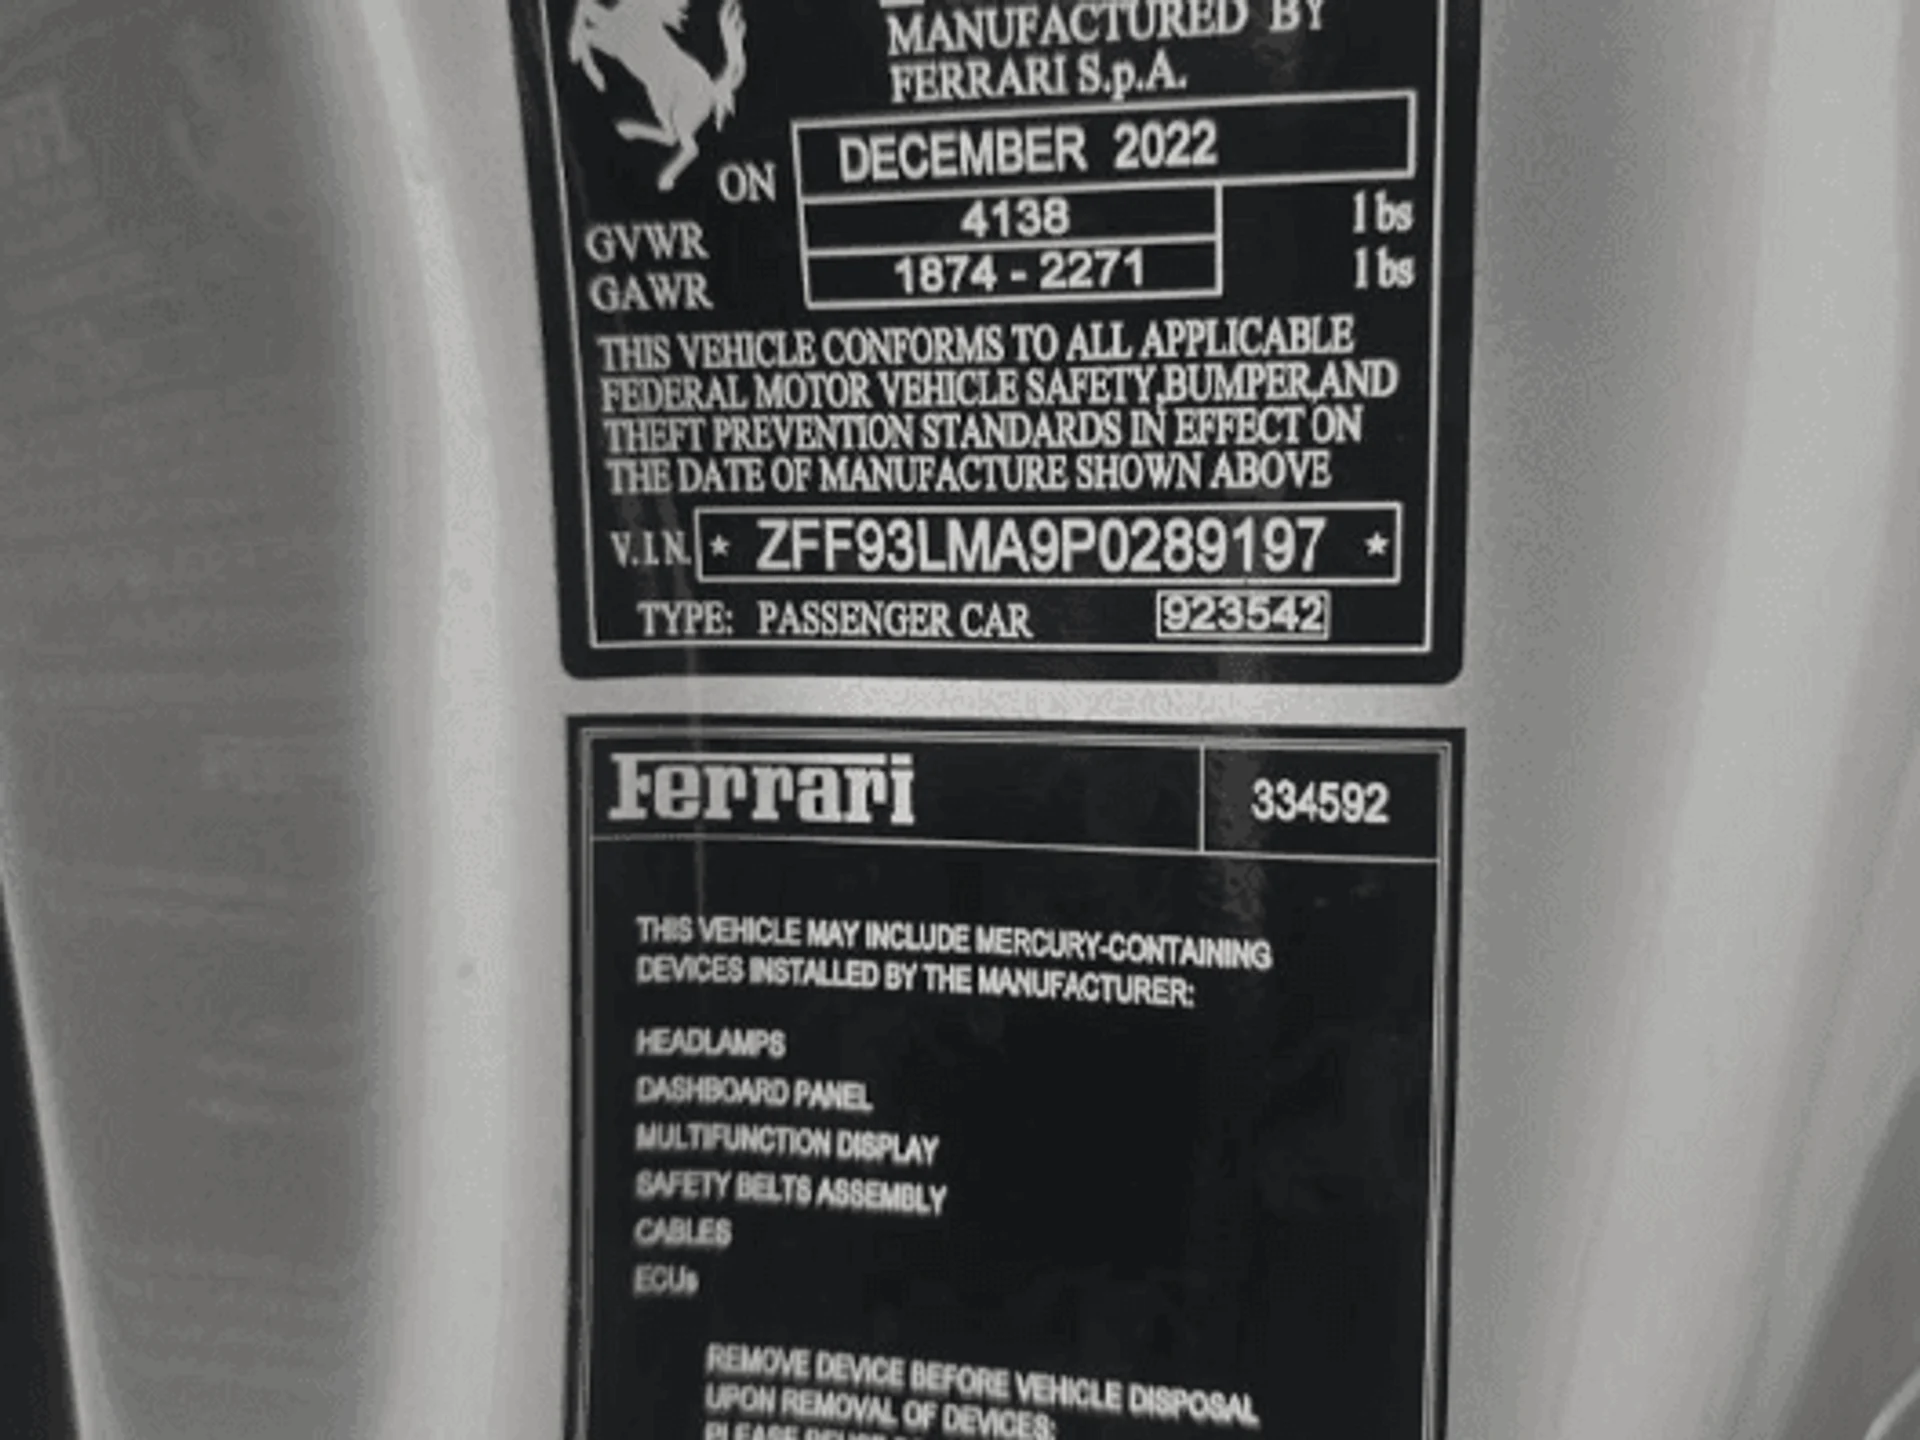 MANUFACTURED BY
FERRARI S.p.A.
ON DECEMBER 2022
GVWR 4138 lbs
GAWR 1874 - 2271 lbs
THIS VEHICLE CONFORMS TO ALL APPLICABLE
FEDERAL MOTOR VEHICLE SAFETY,BUMPER,AND
THEFT PREVENTION STANDARDS IN EFFECT ON
THE DATE OF MANUFACTURE SHOWN ABOVE
V.I.N. * ZFF93LMA9P0289197 *
TYPE: PASSENGER CAR 923542
Ferrari 334592
THIS VEHICLE MAY INCLUDE MERCURY-CONTAINING
DEVICES INSTALLED BY THE MANUFACTURER:
HEADLAMPS
DASHBOARD PANEL
MULTIFUNCTION DISPLAY
SAFETY BELTS ASSEMBLY
CABLES
ECUs
REMOVE DEVICE BEFORE VEHICLE DISPOSAL
UPON REMOVAL OF DEVICES:
PLEASE